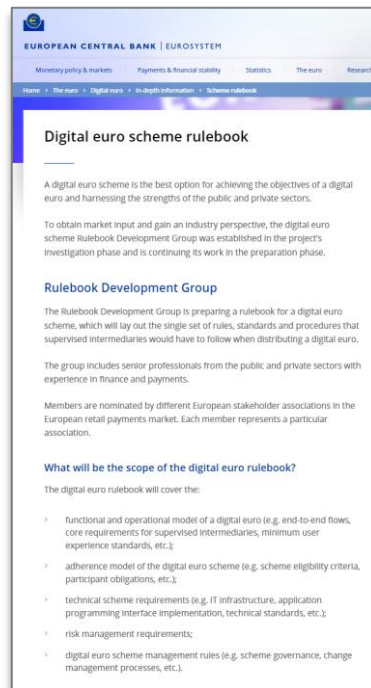 EUROPEAN CENTRAL BANK | EUROSYSTEM
Monetary policy & markets Payments & financial stability Statistics The euro Research
Home > The euro > Digital euro > In-depth information > Scheme rulebook
Digital euro scheme rulebook
A digital euro scheme is the best option for achieving the objectives of a digital
euro and harnessing the strengths of the public and private sectors.
To obtain market input and gain an industry perspective, the digital euro
scheme Rulebook Development Group was established in the project's
investigation phase and is continuing its work in the preparation phase.
Rulebook Development Group
The Rulebook Development Group is preparing a rulebook for a digital euro
scheme, which will lay out the single set of rules, standards and procedures that
supervised intermediaries would have to follow when distributing a digital euro.
The group includes senior professionals from the public and private sectors with
experience in finance and payments.
Members are nominated by different European stakeholder associations in the
European retail payments market. Each member represents a particular
association.
What will be the scope of the digital euro rulebook?
The digital euro rulebook will cover the:
> functional and operational model of a digital euro (e.g. end-to-end flows,
core requirements for supervised intermediaries, minimum user
experience standards, etc.);
> adherence model of the digital euro scheme (e.g. scheme eligibility criteria,
participant obligations, etc.);
> technical scheme requirements (e.g. IT infrastructure, application
programming interface implementation, technical standards, etc.);
> risk management requirements;
> digital euro scheme management rules (e.g. scheme governance, change
management processes, etc.).